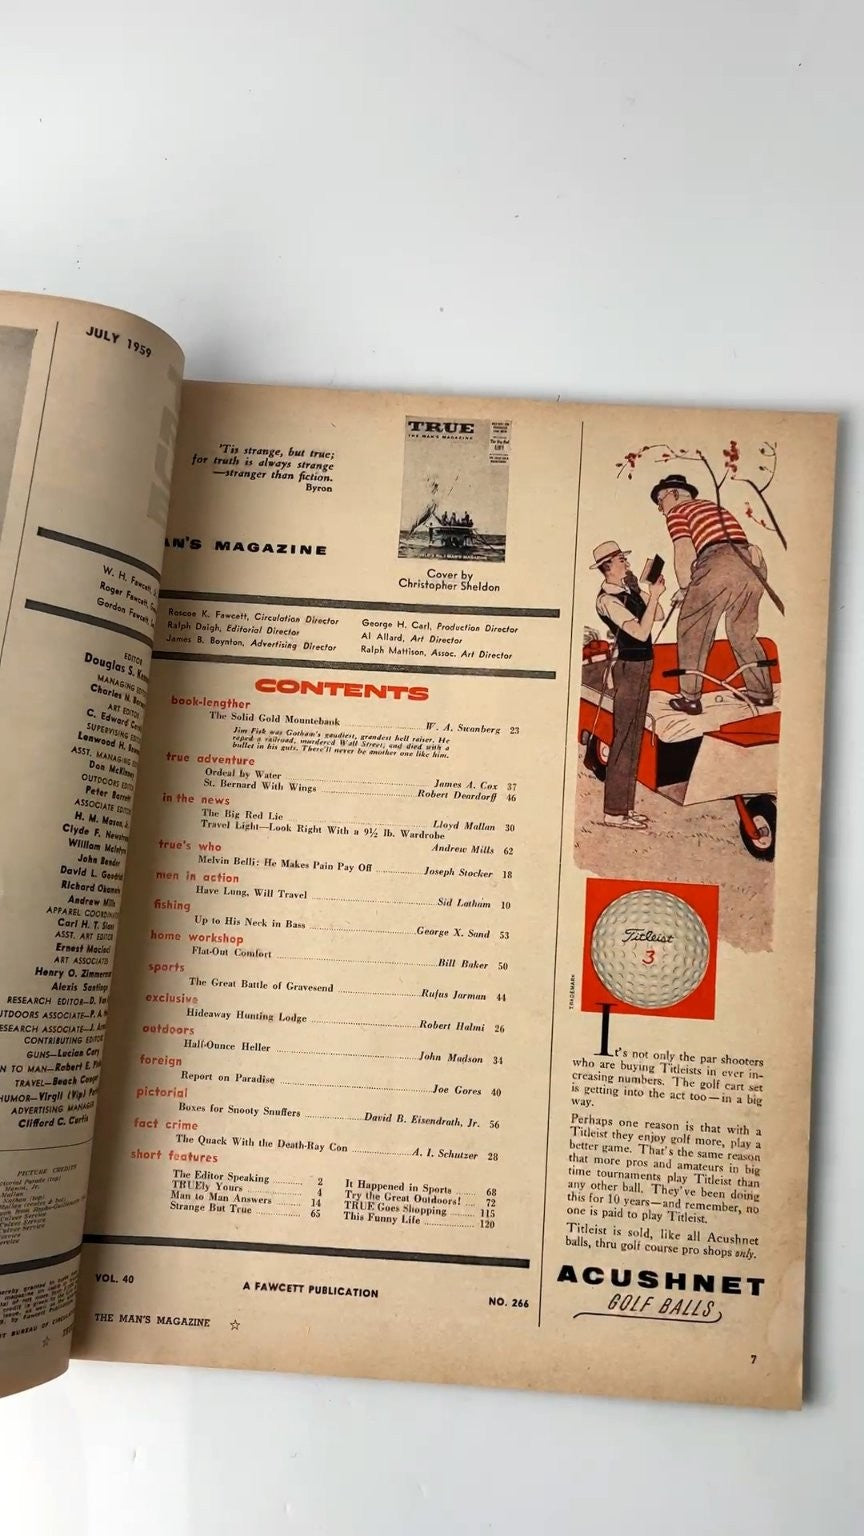 JULY 1959
W. H. Fawcett,
Roger Fawcett,
Gordon Fawcett,
EDITOR
Douglas S.
MANAGING
Charles N.
ART EDITOR
C. Edward
SUPERVISING
Lenwood H.
ASST. MANAGING
Don McKinney
OUTDOORS
Peter Barrett
ASSOCIATE
H. M. Mason,
Clyde F.
William
John Bender
David L.
Richard
Andrew Mills
APPAREL
Carl H. T.
ASST. ART EDITOR
Ernest
ART ASSOCIATE
Henry O.
Alexis
RESEARCH EDITOR—D.
ASSOCIATE—P. A.
ASSOCIATE—J.
CONTRIBUTING
GUNS—Lucian Cary
TO MAN—Robert E.
TRAVEL—Beach
Virgil (Vip)
ADVERTISING MANAGER
Clifford C. Curtis
PICTURE CREDITS
'Tis strange, but true;
for truth is always strange
—stranger than fiction.
Byron
TRUE
THE MAN'S MAGAZINE
MAN'S MAGAZINE
Cover by
Christopher Sheldon
Roscoe K. Fawcett, Circulation Director
Ralph Daigh, Editorial Director
James B. Boynton, Advertising Director
George H. Carl, Production Director
Al Allard, Art Director
Ralph Mattison, Assoc. Art Director
CONTENTS
book-lengther
The Solid Gold Mountebank W. A. Swanberg 23
Jim Fisk was Gotham's gaudiest, grandest hell raiser. He
raped a railroad, murdered Wall Street, and died with a
bullet in his guts. There'll never be another one like him.
true adventure
Ordeal by Water James A. Cox 37
St. Bernard With Wings Robert Deardorff 46
in the news
The Big Red Lie Lloyd Mallan 30
Travel Light—Look Right With a 9½ lb. Wardrobe
Andrew Mills 62
true's who
Melvin Belli: He Makes Pain Pay Off Joseph Stocker 18
men in action
Have Lung, Will Travel Sid Latham 10
fishing
Up to His Neck in Bass George X. Sand 53
home workshop
Flat-Out Comfort Bill Baker 50
sports
The Great Battle of Gravesend Rufus Jarman 44
exclusive
Hideaway Hunting Lodge Robert Halmi 26
outdoors
Half-Ounce Heller John Madson 34
foreign
Report on Paradise Joe Gores 40
pictorial
Boxes for Snooty Snuffers David B. Eisendrath, Jr. 56
fact crime
The Quack With the Death-Ray Con A. I. Schutzer 28
short features
The Editor Speaking 2
TRUEly Yours 4
Man to Man Answers 14
Strange But True 65
It Happened in Sports 68
Try the Great Outdoors! 72
TRUE Goes Shopping 115
This Funny Life 120
VOL. 40
A FAWCETT PUBLICATION
NO. 266
THE MAN'S MAGAZINE ☆
Titleist
3
TRADEMARK
It's not only the par shooters
who are buying Titleists in ever in-
creasing numbers. The golf cart set
is getting into the act too—in a big
way.
Perhaps one reason is that with a
Titleist they enjoy golf more, play a
better game. That's the same reason
that more pros and amateurs in big
time tournaments play Titleist than
any other ball. They've been doing
this for 10 years—and remember, no
one is paid to play Titleist.
Titleist is sold, like all Acushnet
balls, thru golf course pro shops only.
ACUSHNET
GOLF BALLS
7